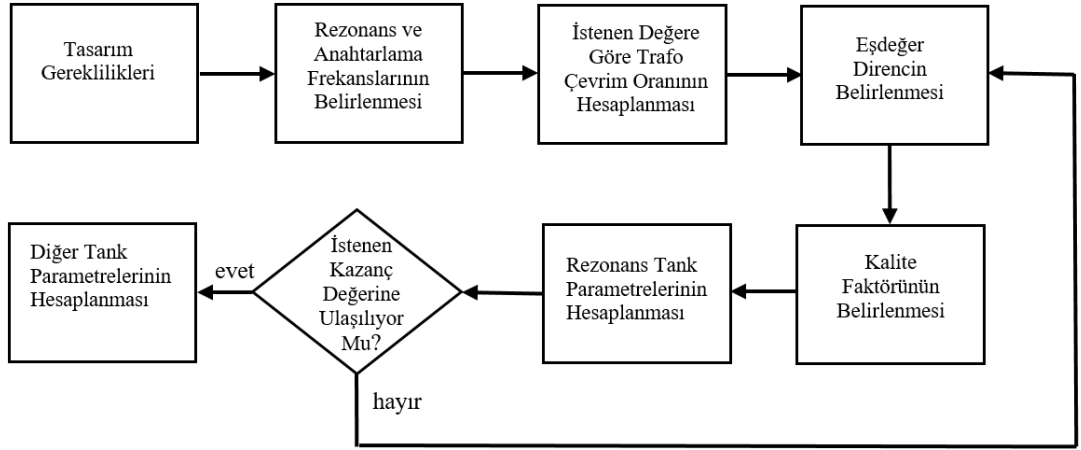 Tasarım
Gereklilikleri
Rezonans ve
Anahtarlama
Frekanslarının
Belirlenmesi
İstenen Değere
Göre Trafo
Çevrim Oranının
Hesaplanması
Eşdeğer
Direncin
Belirlenmesi
Kalite
Faktörünün
Belirlenmesi
Rezonans Tank
Parametrelerinin
Hesaplanması
İstenen
Kazanç
Değerine
Ulaşılıyor
Mu?
evet
hayır
Diğer Tank
Parametrelerinin
Hesaplanması